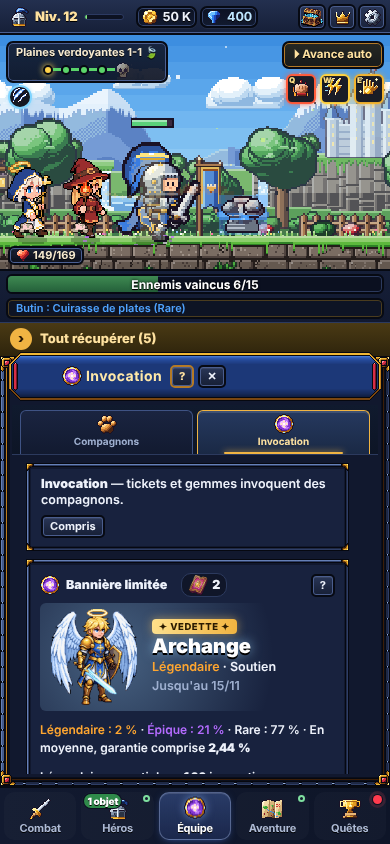 Niv. 12
50 K
400
Plaines verdoyantes 1-1
Avance auto
Q
W
E
149/169
Ennemis vaincus 6/15
Butin : Cuirasse de plates (Rare)
Tout récupérer (5)
Invocation
?
×
Compagnons
Invocation
Invocation — tickets et gemmes invoquent des
compagnons.
Compris
Bannière limitée
2
?
✦ VEDETTE ✦
Archange
Légendaire · Soutien
Jusqu'au 15/11
Légendaire : 2 % · Épique : 21 % · Rare : 77 % · En
moyenne, garantie comprise 2,44 %
Combat
1 objet
Héros
Équipe
Aventure
Quêtes